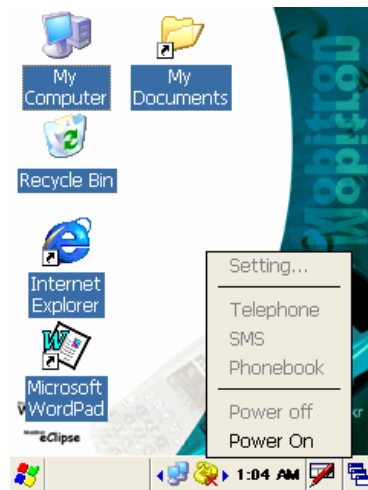 My
Computer
My
Documents
Recycle Bin
Internet
Explorer
Microsoft
WordPad
eClipse
Mobitron
Setting...
Telephone
SMS
Phonebook
Power off
Power On
kr
1:04 AM